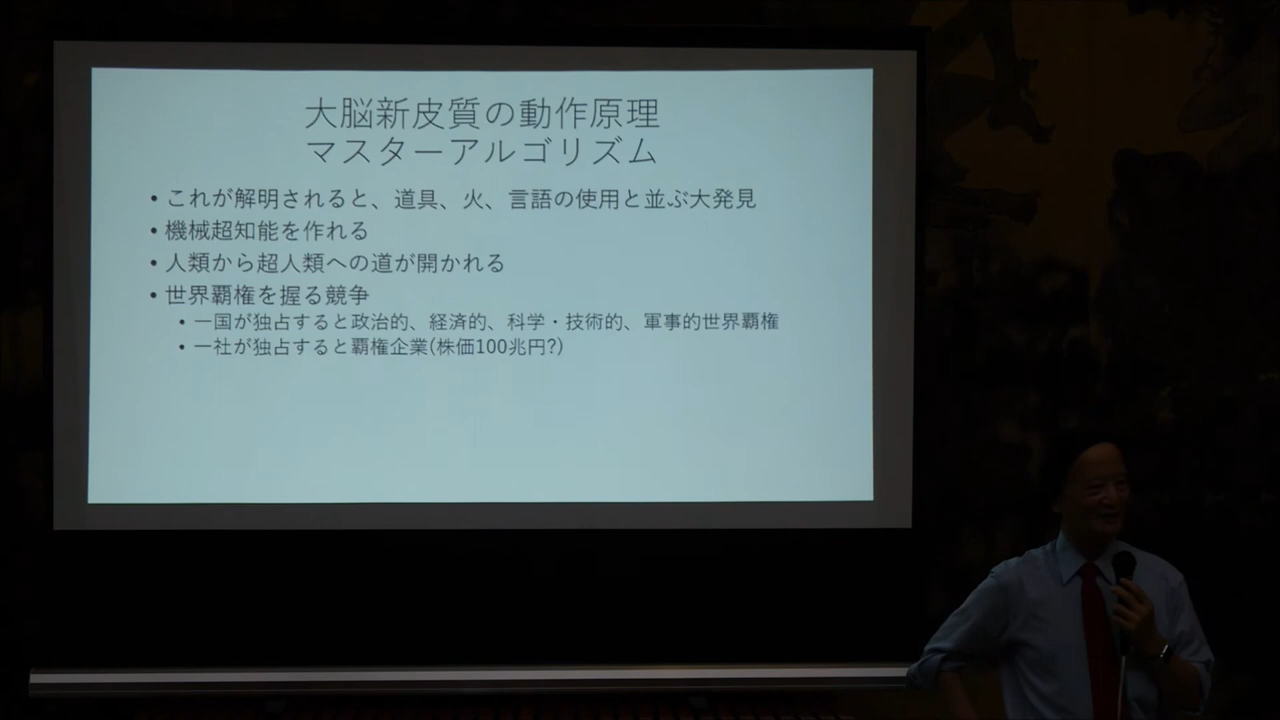 大脳新皮質の動作原理
マスターアルゴリズム
• これが解明されると、道具、火、言語の使用と並ぶ大発見
• 機械超知能を作れる
• 人類から超人類への道が開かれる
• 世界覇権を握る競争
• 一国が独占すると政治的、経済的、科学・技術的、軍事的世界覇権
• 一社が独占すると覇権企業(株価100兆円?)